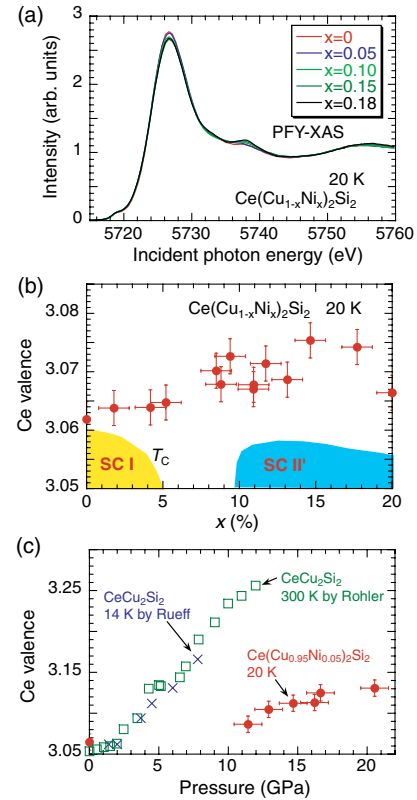 (a)
3
2
1
0
Intensity (arb. units)
x=0
x=0.05
x=0.10
x=0.15
x=0.18
PFY-XAS
20 K
Ce(Cu1-xNix)2Si2
5720
5730
5740
5750
5760
Incident photon energy (eV)
(b)
3.08
3.07
3.06
3.05
Ce valence
Ce(Cu1-xNix)2Si2 20 K
SC I
TC
SC II'
0
5
10
15
20
x (%)
(c)
3.25
3.15
3.05
Ce valence
CeCu2Si2
14 K by Rueff
CeCu2Si2
300 K by Rohler
Ce(Cu0.95Ni0.05)2Si2
20 K
0
5
10
15
20
Pressure (GPa)